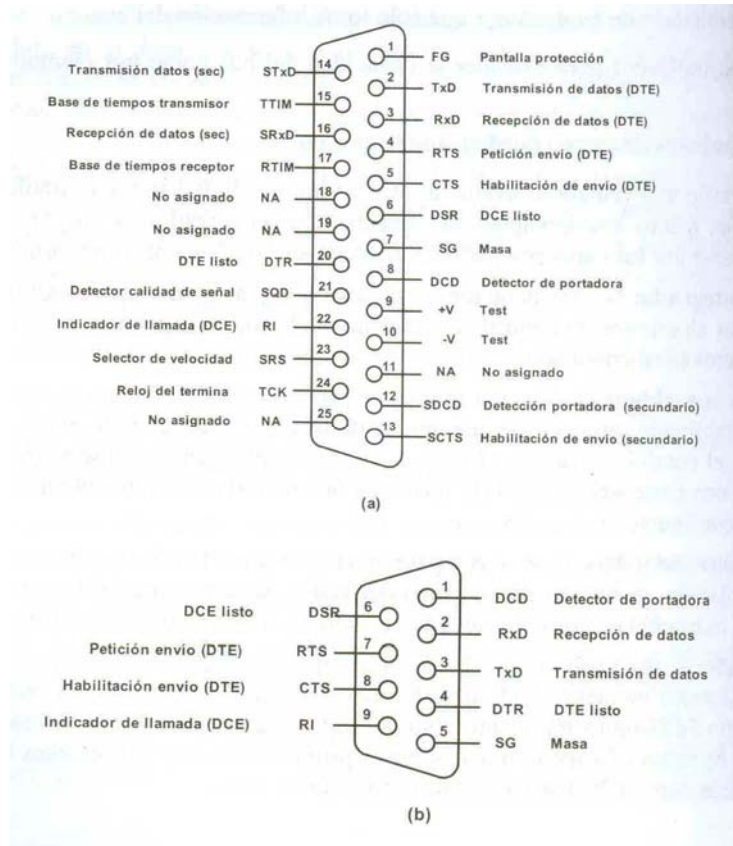 1 FG Pantalla protección
Transmisión datos (sec) STxD 14
2 TxD Transmisión de datos (DTE)
Base de tiempos transmisor TTIM 15
3 RxD Recepción de datos (DTE)
Recepción de datos (sec) SRxD 16
4 RTS Petición envio (DTE)
Base de tiempos receptor RTIM 17
5 CTS Habilitación de envio (DTE)
No asignado NA 18
6 DSR DCE listo
No asignado NA 19
7 SG Masa
DTE listo DTR 20
8 DCD Detector de portadora
Detector calidad de señal SQD 21
9 +V Test
Indicador de llamada (DCE) RI 22
10 -V Test
Selector de velocidad SRS 23
11 NA No asignado
Reloj del termina TCK 24
12 SDCD Detección portadora (secundario)
No asignado NA 25
13 SCTS Habilitación de envio (secundario)
(a)
1 DCD Detector de portadora
DCE listo DSR 6
2 RxD Recepción de datos
Petición envio (DTE) RTS 7
3 TxD Transmisión de datos
Habilitación envio (DTE) CTS 8
4 DTR DTE listo
Indicador de llamada (DCE) RI 9
5 SG Masa
(b)